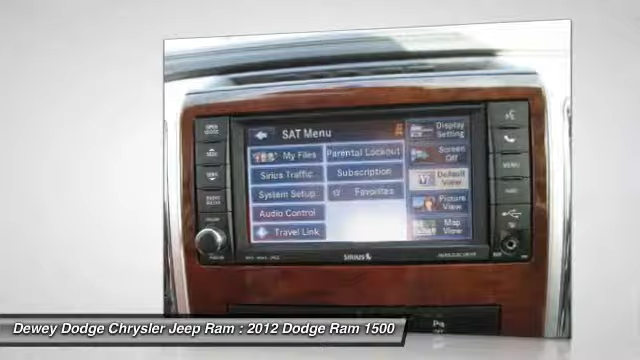 SAT Menu
My Files
Parental Lockout
Sirius Traffic
Subscription
System Setup
Favorites
Audio Control
Travel Link
Display Setting
Screen Off
Default View
Picture View
Map View
MENU
SIRIUS
Dewey Dodge Chrysler Jeep Ram : 2012 Dodge Ram 1500